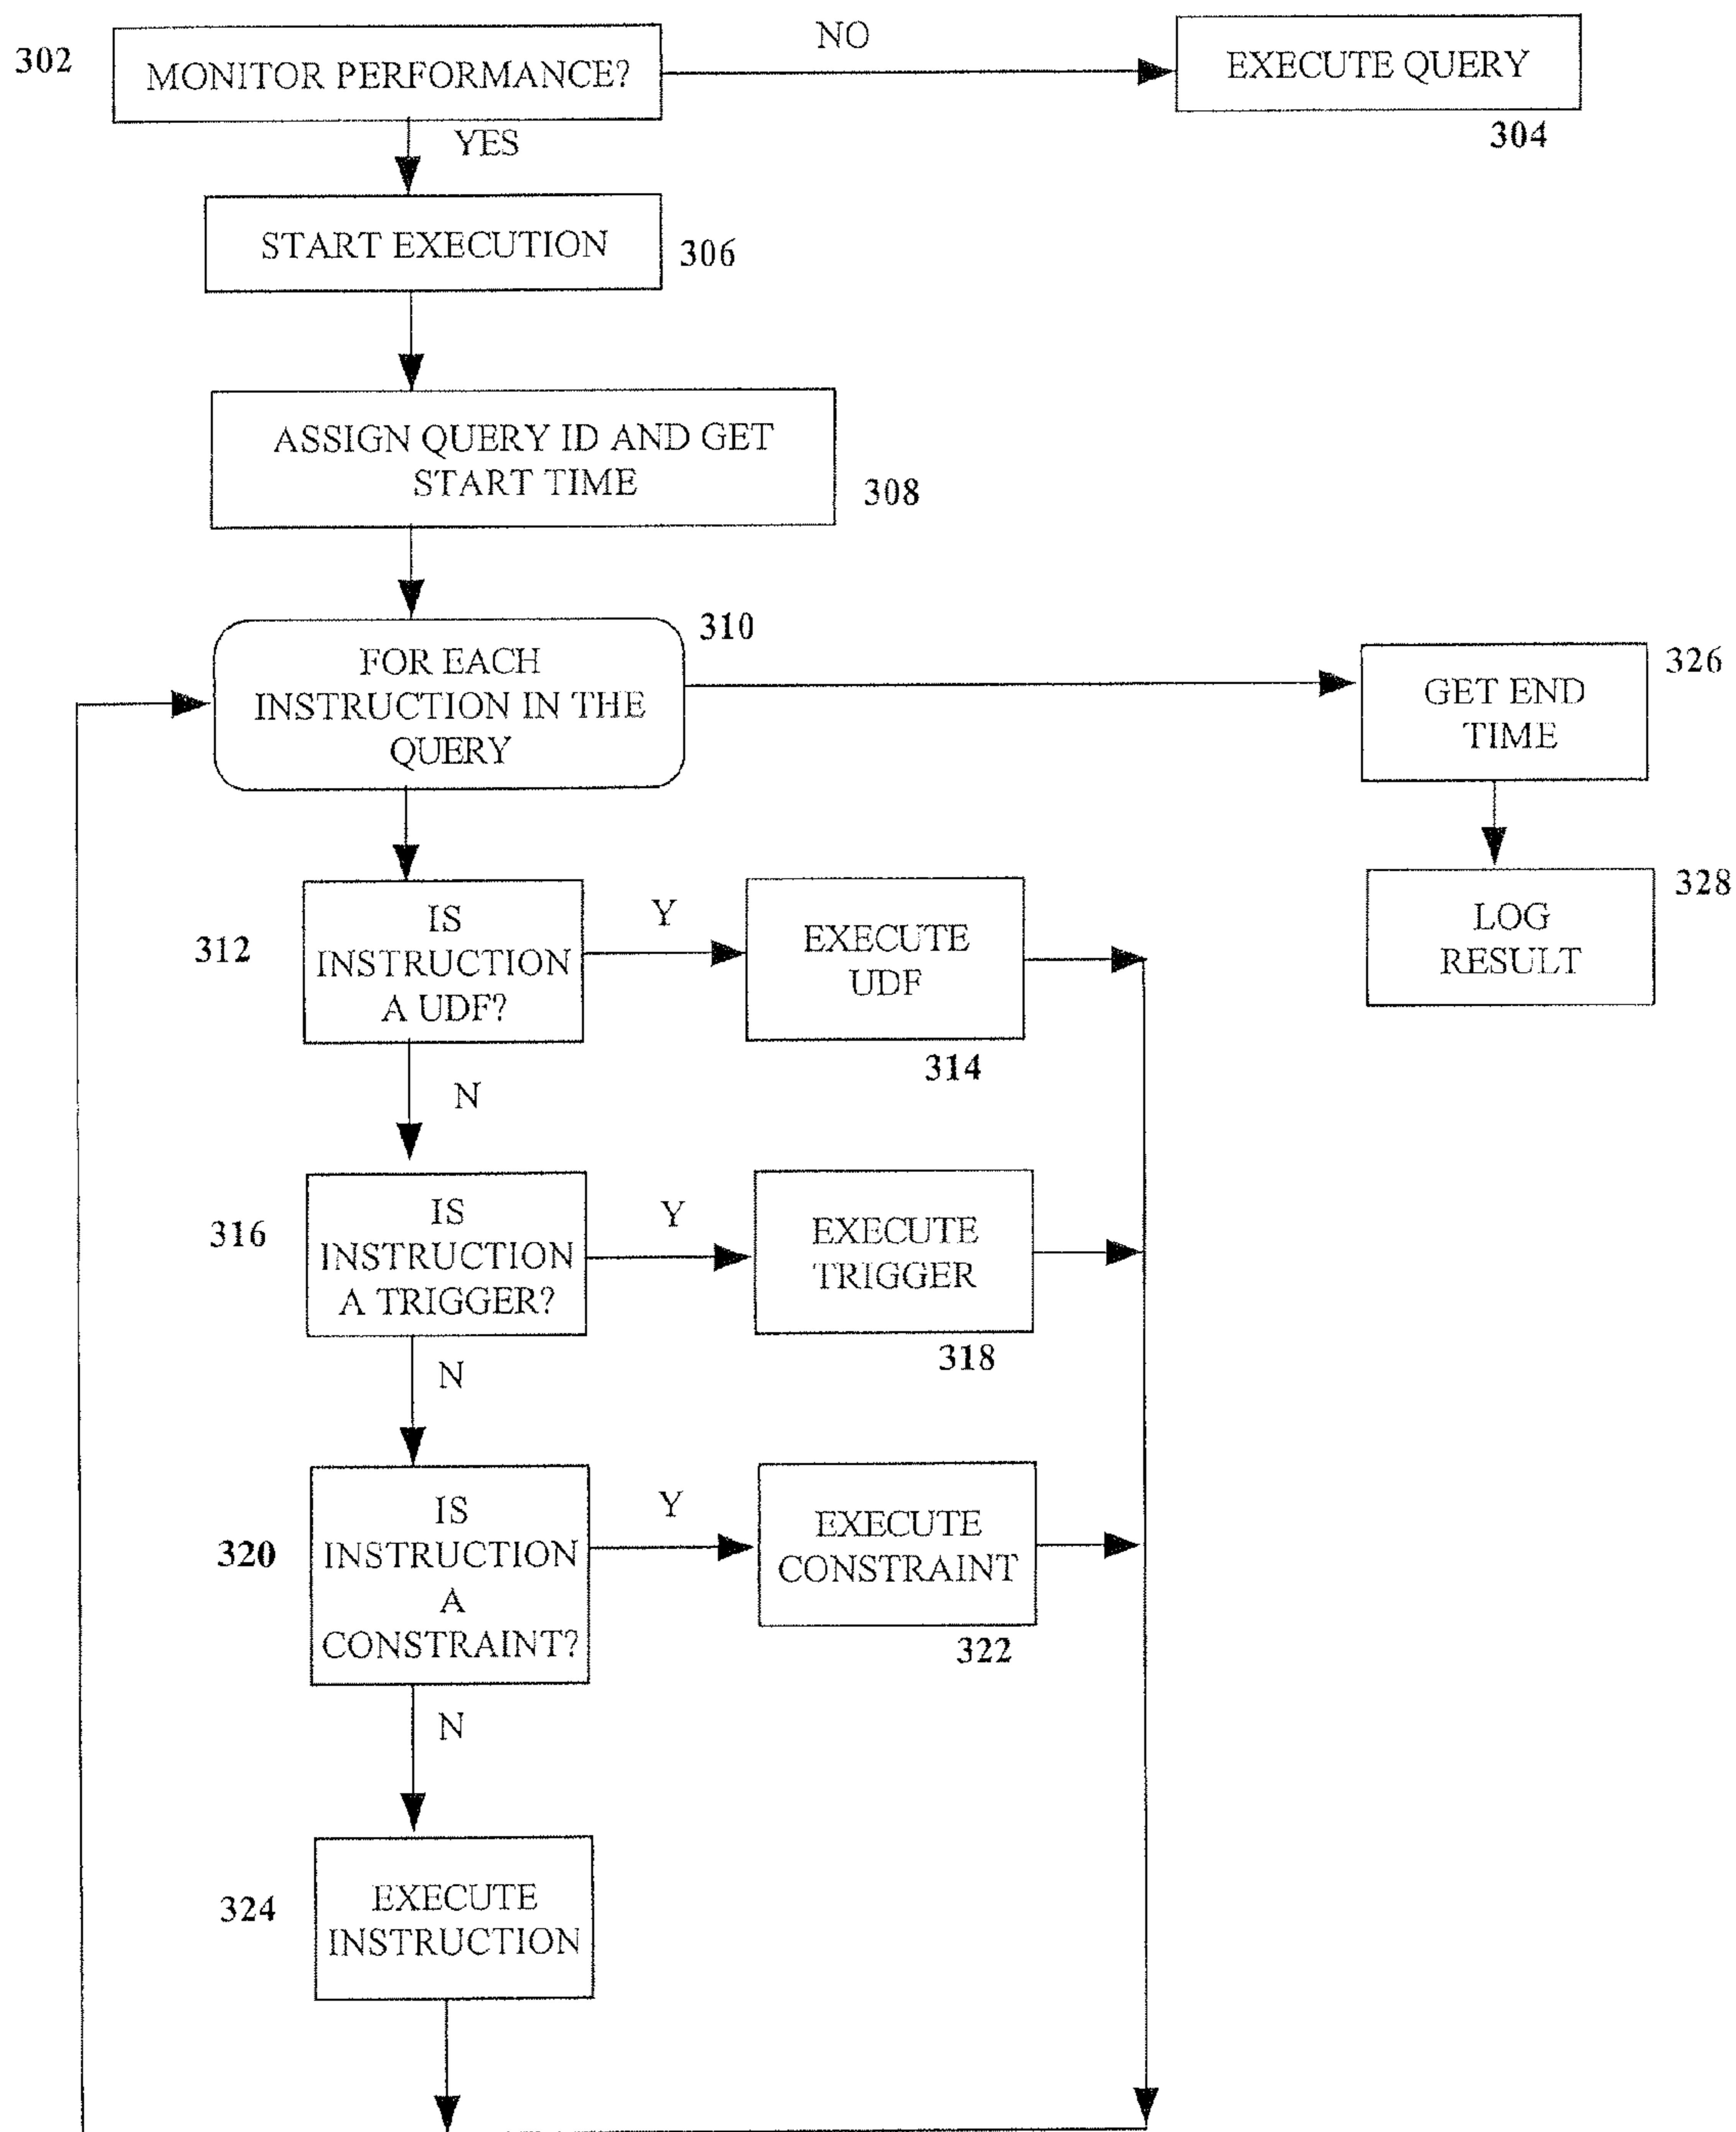 302
MONITOR PERFORMANCE?
NO
EXECUTE QUERY
304
YES
START EXECUTION
306
ASSIGN QUERY ID AND GET
START TIME
308
310
FOR EACH
INSTRUCTION IN THE
QUERY
326
GET END
TIME
328
LOG
RESULT
312
IS
INSTRUCTION
A UDF?
Y
EXECUTE
UDF
314
N
316
IS
INSTRUCTION
A TRIGGER?
Y
EXECUTE
TRIGGER
318
N
320
IS
INSTRUCTION
A
CONSTRAINT?
Y
EXECUTE
CONSTRAINT
322
N
324
EXECUTE
INSTRUCTION